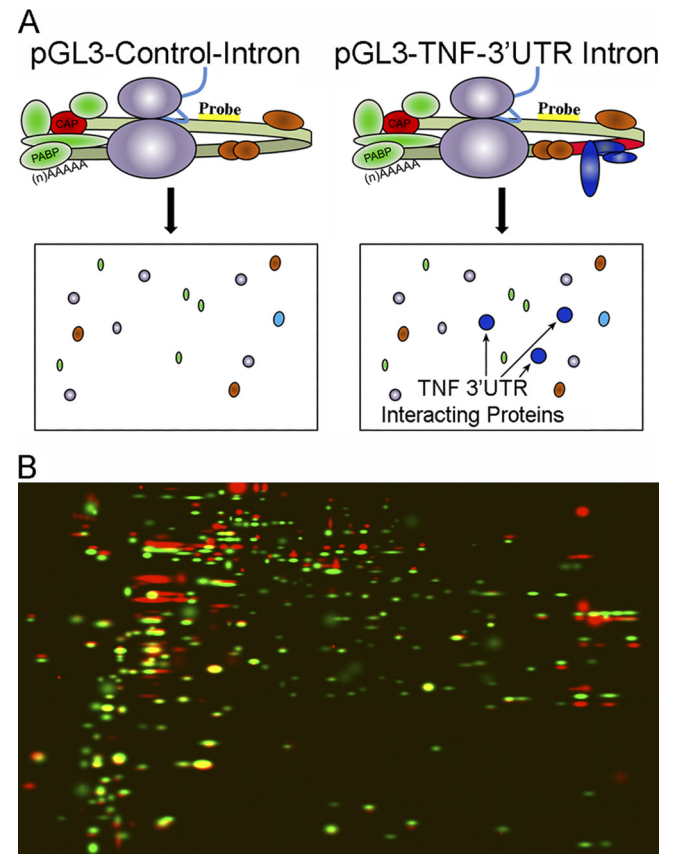 A
pGL3-Control-Intron
pGL3-TNF-3'UTR Intron
Probe
CAP
PABP
(n)AAAAA
Probe
CAP
PABP
(n)AAAAA
TNF 3'UTR
Interacting Proteins
B